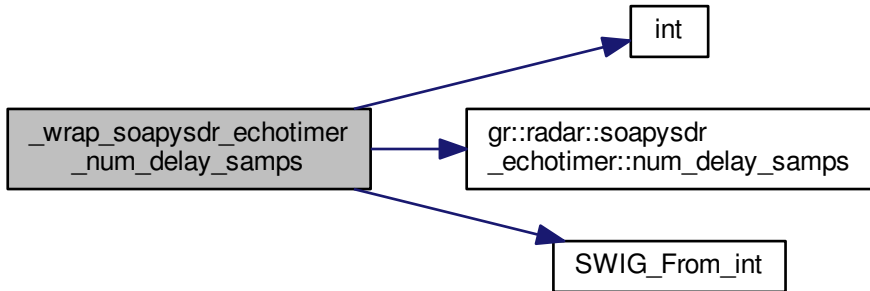 int
_wrap_soapysdr_echotimer
_num_delay_samps
gr::radar::soapysdr
_echotimer::num_delay_samps
SWIG_From_int